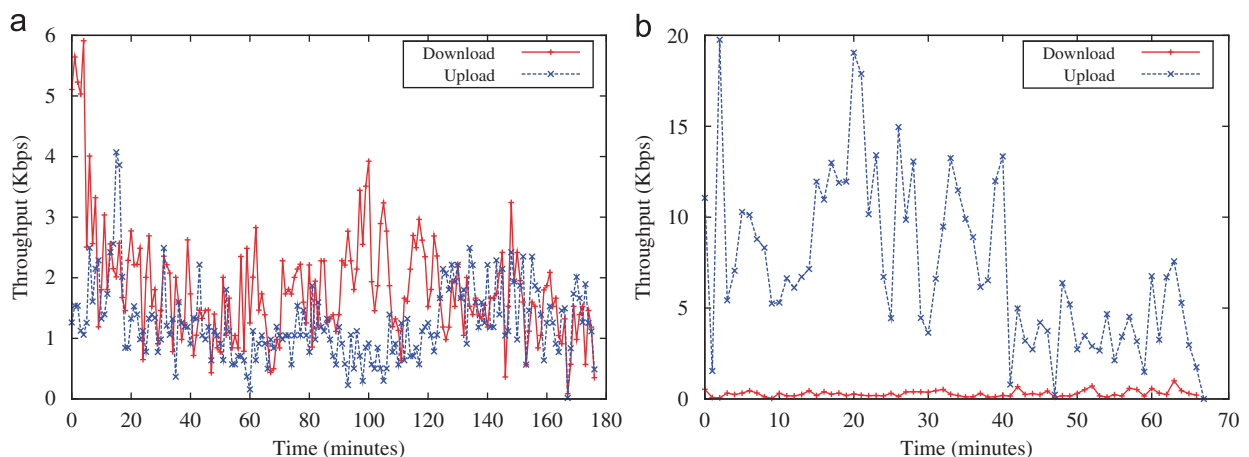 a
Throughput (Kbps)
6
5
4
3
2
1
0
Download
Upload
0 20 40 60 80 100 120 140 160 180
Time (minutes)
b
Throughput (Kbps)
20
15
10
5
0
Download
Upload
0 10 20 30 40 50 60 70
Time (minutes)